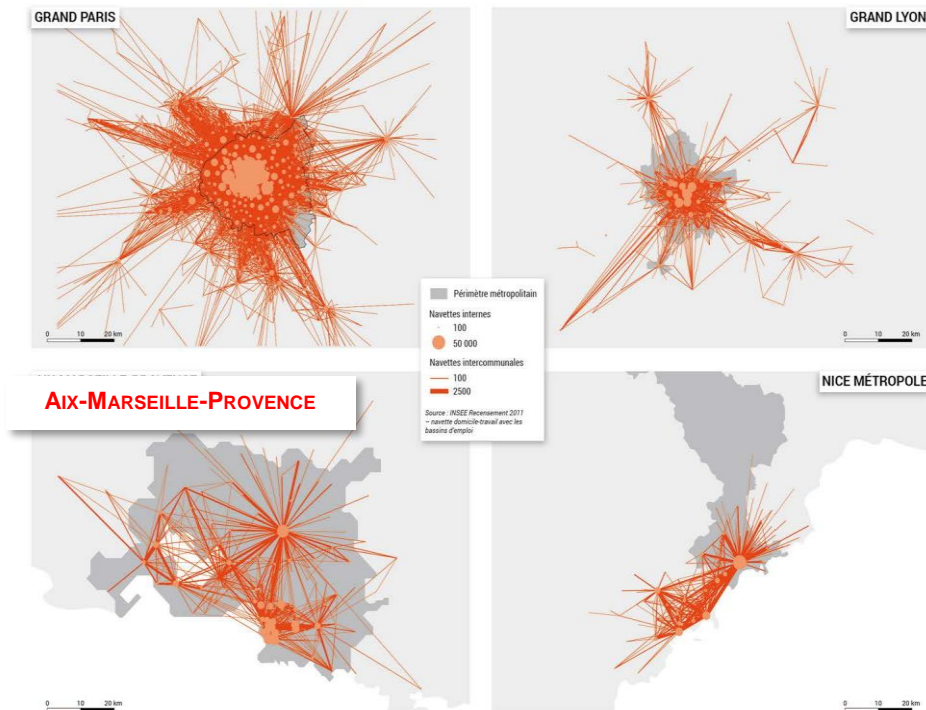 GRAND PARIS
GRAND LYON
0 10 20 km
0 10 20 km
Périmètre métropolitain
Navettes internes
100
50 000
Navettes intercommunales
100
2500
Source : INSEE Recensement 2011
– navette domicile-travail avec les
bassins d'emploi
AIX-MARSEILLE-PROVENCE
NICE MÉTROPOLE
0 10 20 km
0 10 20 km